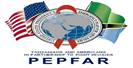 TANZANIANS AND AMERICANS
IN PARTNERSHIP TO FIGHT HIV/AIDS
PEPFAR